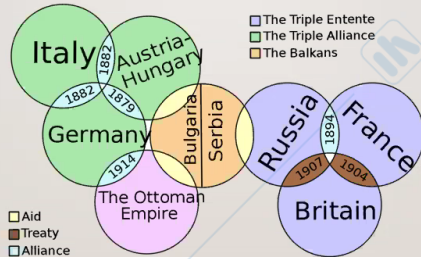 Italy
Austria-
Hungary
1882
1882
1879
Germany
1914
The Ottoman
Empire
Bulgaria
Serbia
The Triple Entente
The Triple Alliance
The Balkans
Russia
1894
France
1907
1904
Britain
Aid
Treaty
Alliance